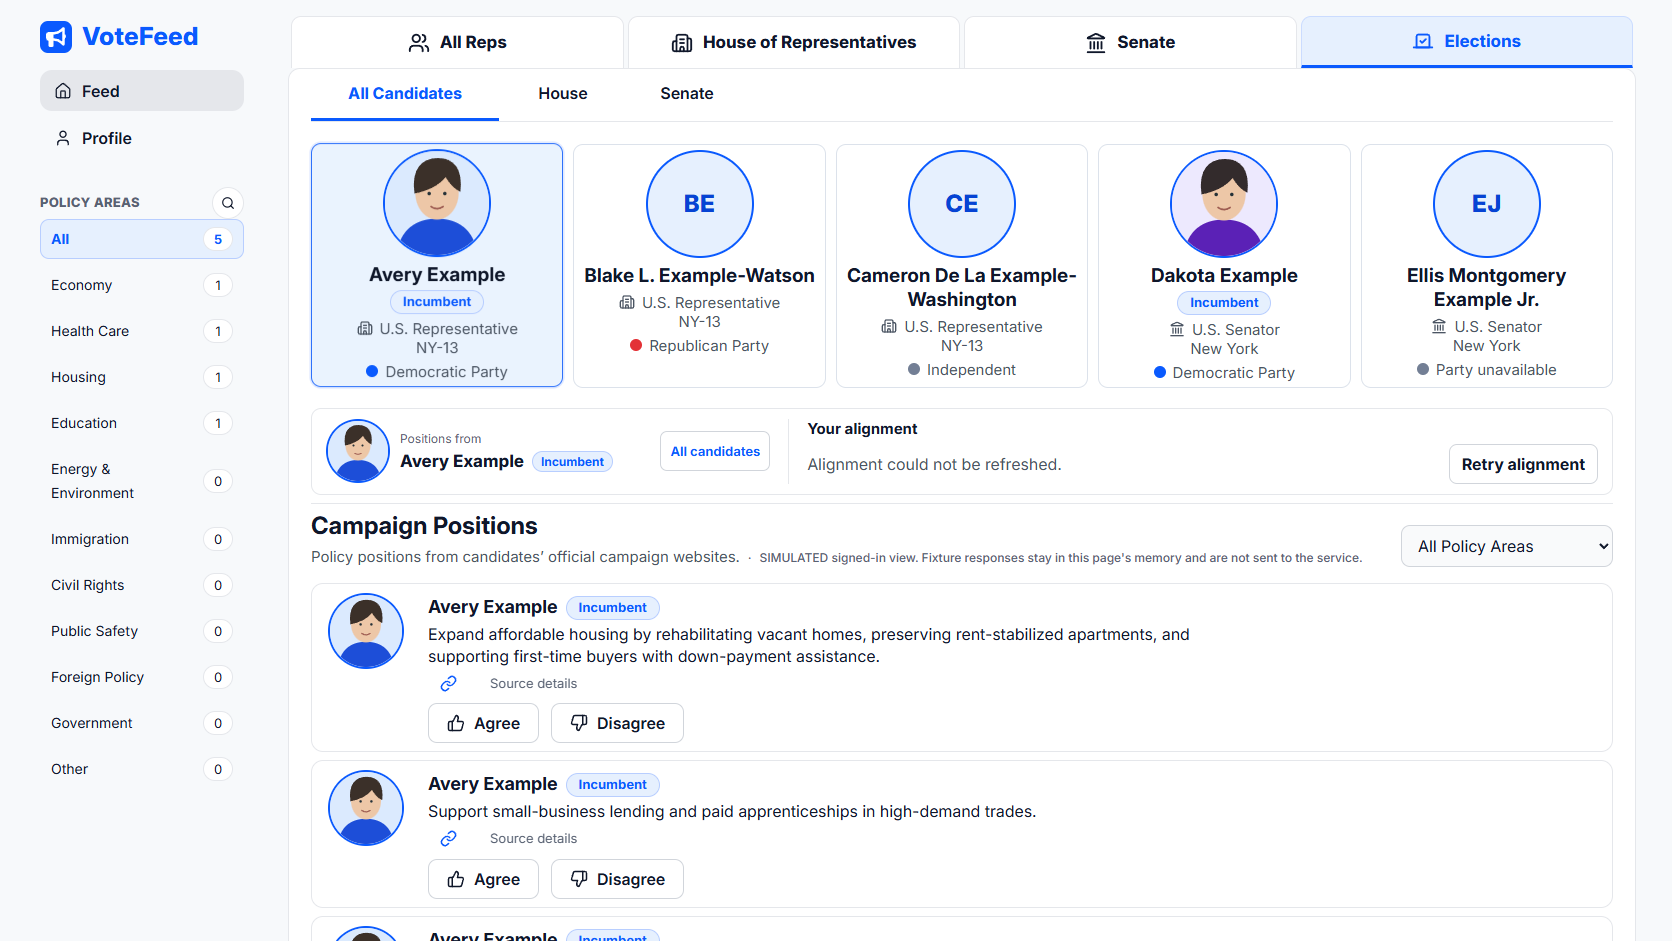 VoteFeed
Feed
Profile
POLICY AREAS
All 5
Economy 1
Health Care 1
Housing 1
Education 1
Energy &
Environment 0
Immigration 0
Civil Rights 0
Public Safety 0
Foreign Policy 0
Government 0
Other 0
All Reps
House of Representatives
Senate
Elections
All Candidates
House
Senate
Avery Example
Incumbent
U.S. Representative
NY-13
Democratic Party
BE
Blake L. Example-Watson
U.S. Representative
NY-13
Republican Party
CE
Cameron De La Example-
Washington
U.S. Representative
NY-13
Independent
Dakota Example
Incumbent
U.S. Senator
New York
Democratic Party
EJ
Ellis Montgomery
Example Jr.
U.S. Senator
New York
Party unavailable
Positions from
Avery Example Incumbent
All candidates
Your alignment
Alignment could not be refreshed.
Retry alignment
Campaign Positions
Policy positions from candidates’ official campaign websites. · SIMULATED signed-in view. Fixture responses stay in this page's memory and are not sent to the service.
All Policy Areas
Avery Example Incumbent
Expand affordable housing by rehabilitating vacant homes, preserving rent-stabilized apartments, and
supporting first-time buyers with down-payment assistance.
Source details
Agree Disagree
Avery Example Incumbent
Support small-business lending and paid apprenticeships in high-demand trades.
Source details
Agree Disagree
Avery Example Incumbent